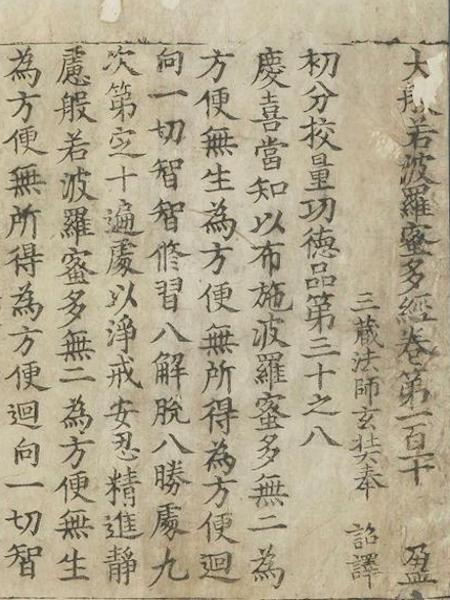 大般若波羅蜜多經卷第一百十 盈
三藏法師玄奘奉 詔譯
初分校量功德品第三十之八
慶喜當知以布施波羅蜜多無二為
方便無生為方便無所得為方便迴
向一切智智修習八解脫八勝處九
次第定十遍處以淨戒安忍精進靜
慮般若波羅蜜多無二為方便無生
為方便無所得為方便迴向一切智